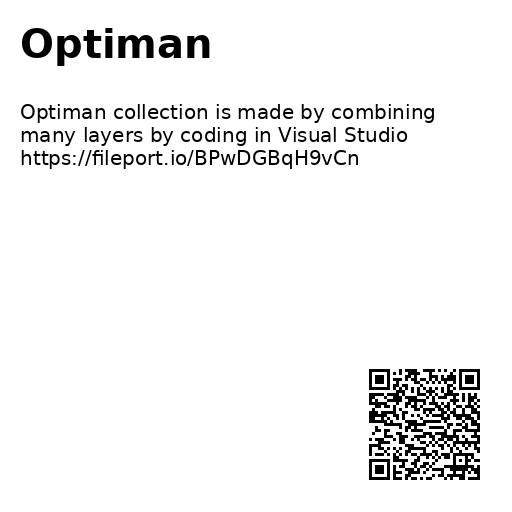 Optiman
Optiman collection is made by combining
many layers by coding in Visual Studio
https://fileport.io/BPwDGBqH9vCn